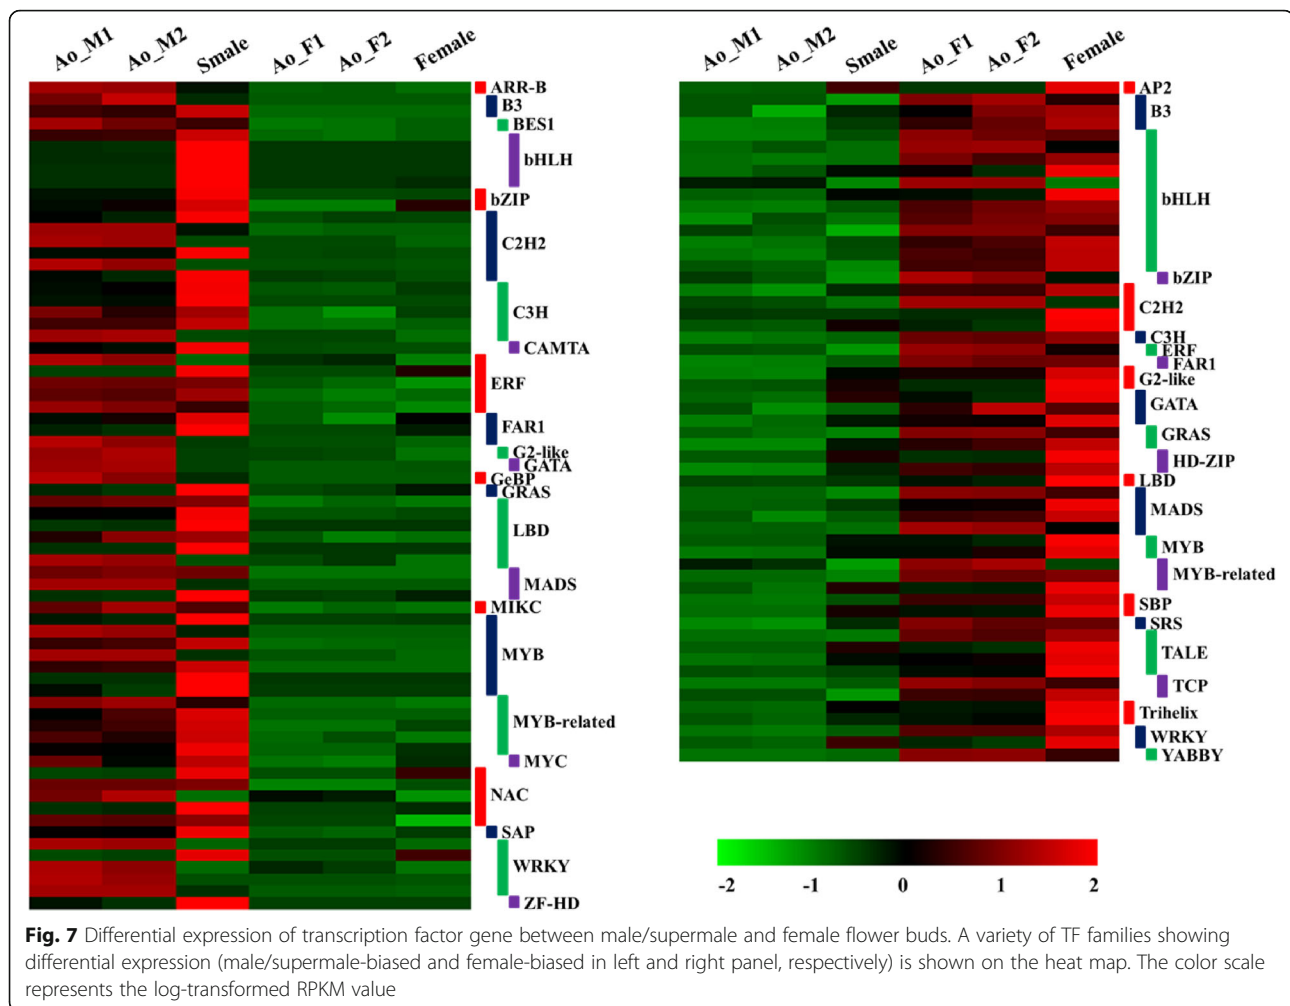 Ao_M1 Ao_M2 Smale Ao_F1 Ao_F2 Female
ARR-B
B3
BES1
bHLH
bZIP
C2H2
C3H
CAMTA
ERF
FAR1
G2-like
GATA
GeBP
GRAS
LBD
MADS
MIKC
MYB
MYB-related
MYC
NAC
SAP
WRKY
ZF-HD
Ao_M1 Ao_M2 Smale Ao_F1 Ao_F2 Female
AP2
B3
bHLH
bZIP
C2H2
C3H
ERF
FAR1
G2-like
GATA
GRAS
HD-ZIP
LBD
MADS
MYB
MYB-related
SBP
SRS
TALE
TCP
Trihelix
WRKY
YABBY
-2 -1 0 1 2
Fig. 7 Differential expression of transcription factor gene between male/supermale and female flower buds. A variety of TF families showing
differential expression (male/supermale-biased and female-biased in left and right panel, respectively) is shown on the heat map. The color scale
represents the log-transformed RPKM value